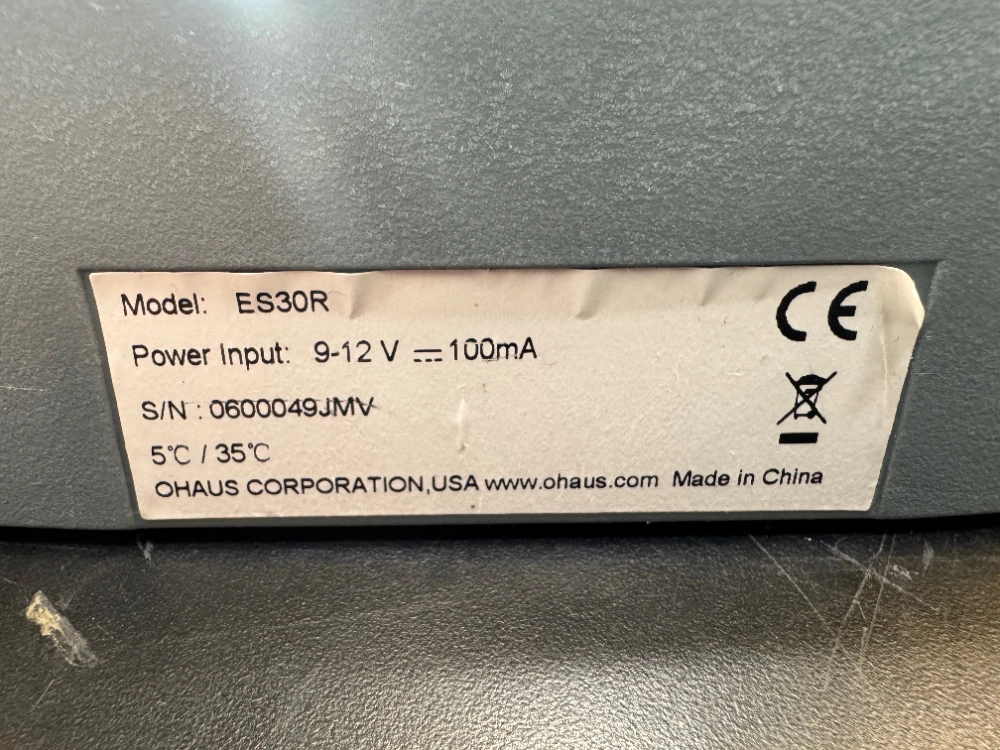 Model: ES30R
Power Input: 9-12 V ⎓ 100mA
S/N : 0600049JMV
5℃ / 35℃
OHAUS CORPORATION,USA www.ohaus.com Made in China
CE